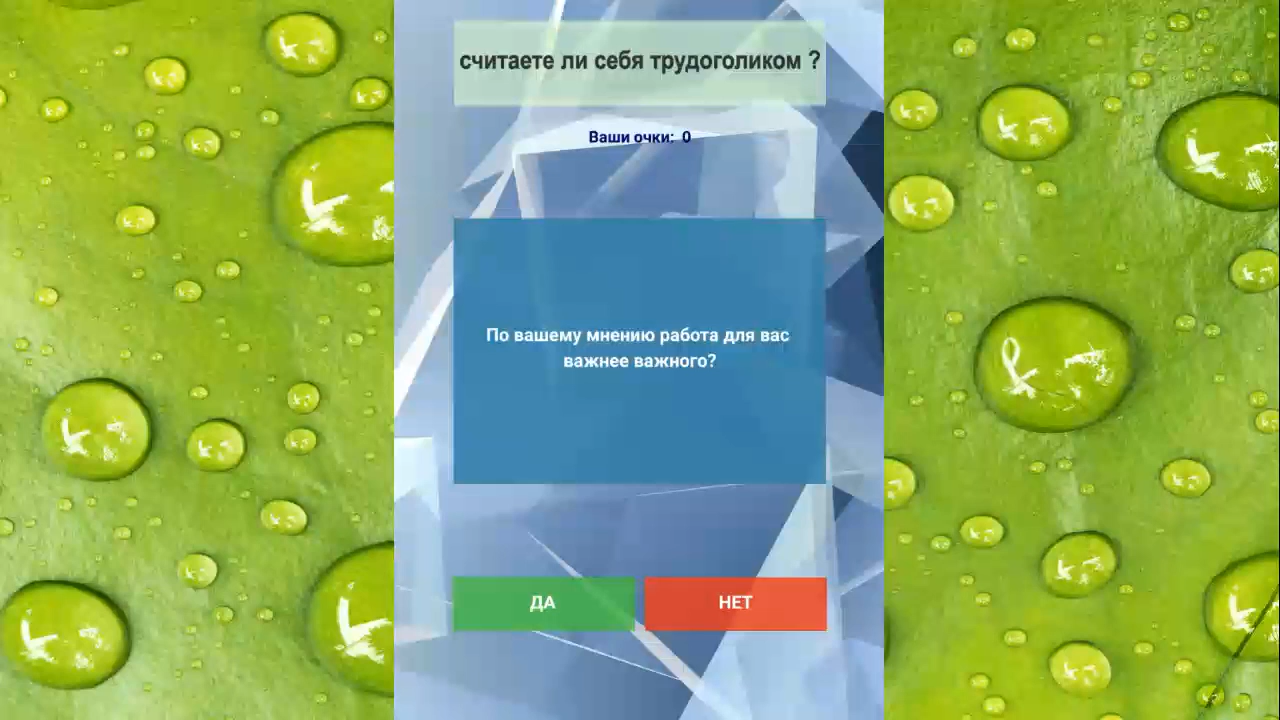 считаете ли себя трудоголиком ?
Ваши очки: 0
По вашему мнению работа для вас
важнее важного?
ДА
НЕТ